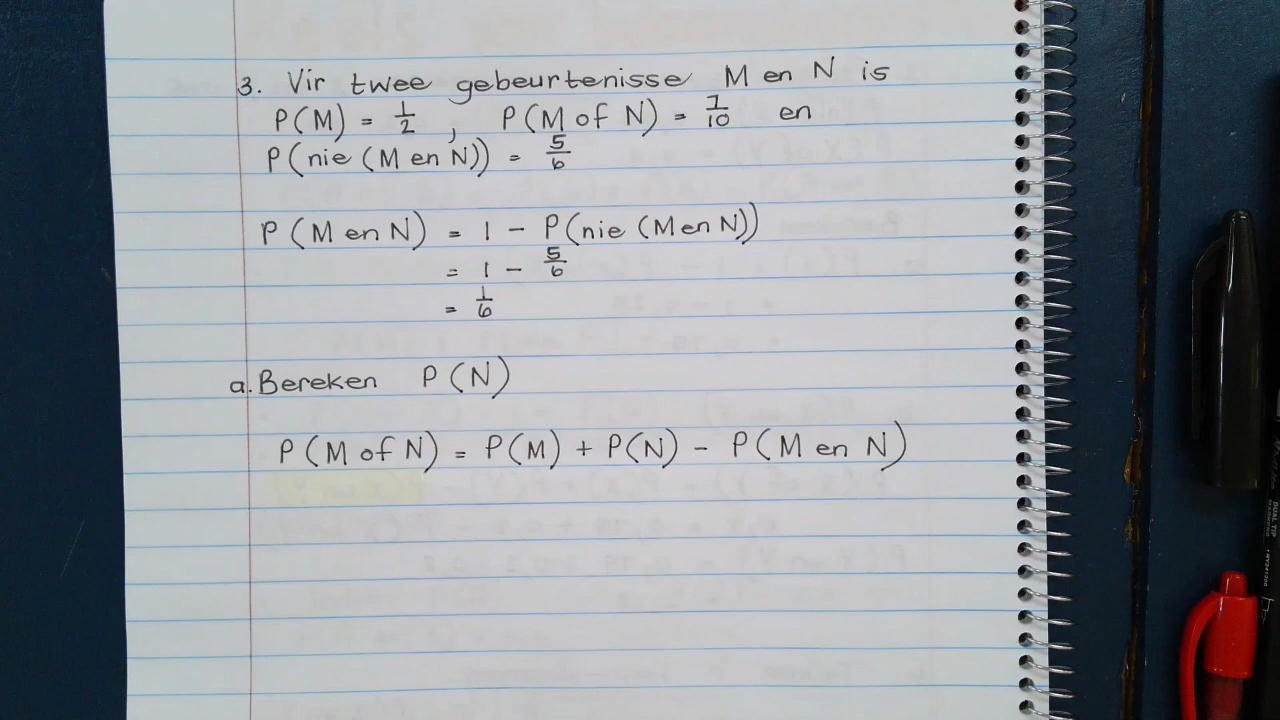 3. Vir twee gebeurtenisse M en N is
P(M) = 1/2 , P(M of N) = 7/10 en
P(nie (M en N)) = 5/6
P(M en N) = 1 - P(nie (M en N))
= 1 - 5/6
= 1/6
a. Bereken P(N)
P(M of N) = P(M) + P(N) - P(M en N)